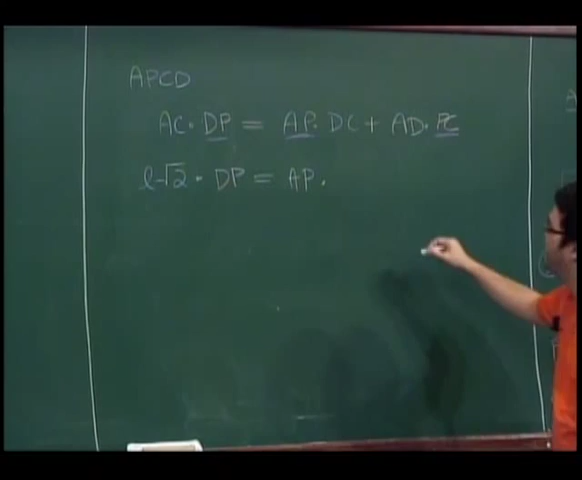 APCD
AC · DP = AP · DC + AD · PC
l√2 · DP = AP ·